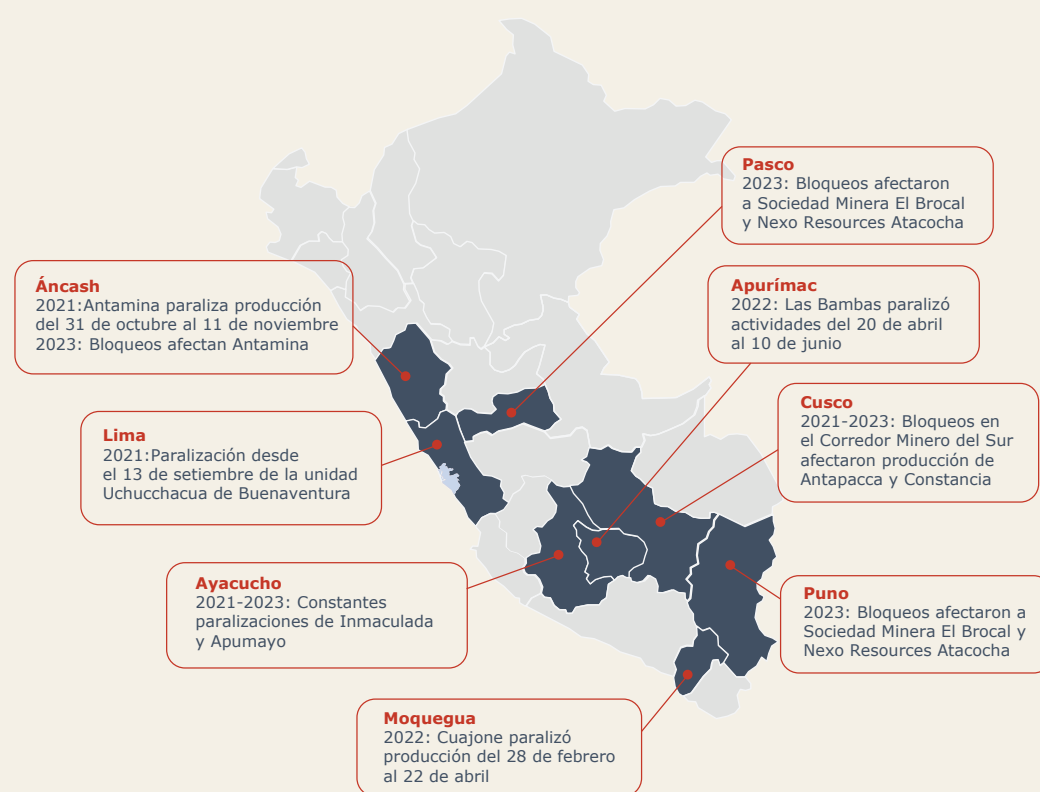 Pasco
2023: Bloqueos afectaron
a Sociedad Minera El Brocal
y Nexo Resources Atacocha
Áncash
2021:Antamina paraliza producción
del 31 de octubre al 11 de noviembre
2023: Bloqueos afectan Antamina
Apurímac
2022: Las Bambas paralizó
actividades del 20 de abril
al 10 de junio
Lima
2021:Paralización desde
el 13 de setiembre de la unidad
Uchucchacua de Buenaventura
Cusco
2021-2023: Bloqueos en
el Corredor Minero del Sur
afectaron producción de
Antapacca y Constancia
Ayacucho
2021-2023: Constantes
paralizaciones de Inmaculada
y Apumayo
Puno
2023: Bloqueos afectaron a
Sociedad Minera El Brocal y
Nexo Resources Atacocha
Moquegua
2022: Cuajone paralizó
producción del 28 de febrero
al 22 de abril